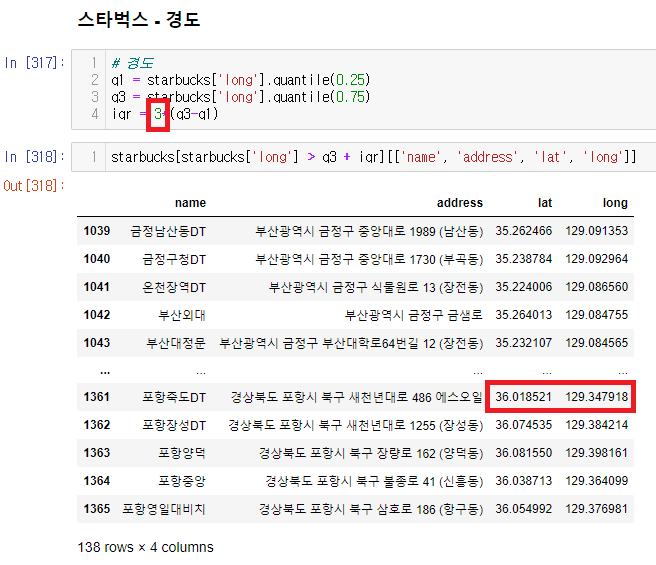 스타벅스 - 경도
In [317]:
1 # 경도
2 q1 = starbucks['long'].quantile(0.25)
3 q3 = starbucks['long'].quantile(0.75)
4 iqr = 3*(q3-q1)
In [318]:
1 starbucks[starbucks['long'] > q3 + iqr][['name', 'address', 'lat', 'long']]
Out[318]:
name address lat long
1039 금정남산동DT 부산광역시 금정구 중앙대로 1989 (남산동) 35.262466 129.091353
1040 금정구청DT 부산광역시 금정구 중앙대로 1730 (부곡동) 35.238784 129.092964
1041 온천장역DT 부산광역시 금정구 식물원로 13 (장전동) 35.224006 129.086560
1042 부산외대 부산광역시 금정구 금샘로 35.264013 129.084755
1043 부산대정문 부산광역시 금정구 부산대학로64번길 12 (장전동) 35.232107 129.084565
... ... ... ... ...
1361 포항죽도DT 경상북도 포항시 북구 새천년대로 486 에스오일 36.018521 129.347918
1362 포항장성DT 경상북도 포항시 북구 새천년대로 1255 (장성동) 36.074535 129.384214
1363 포항양덕 경상북도 포항시 북구 장량로 162 (양덕동) 36.081550 129.398161
1364 포항중앙 경상북도 포항시 북구 불종로 41 (신흥동) 36.038713 129.364099
1365 포항영일대비치 경상북도 포항시 북구 삼호로 186 (항구동) 36.054992 129.376981
138 rows × 4 columns